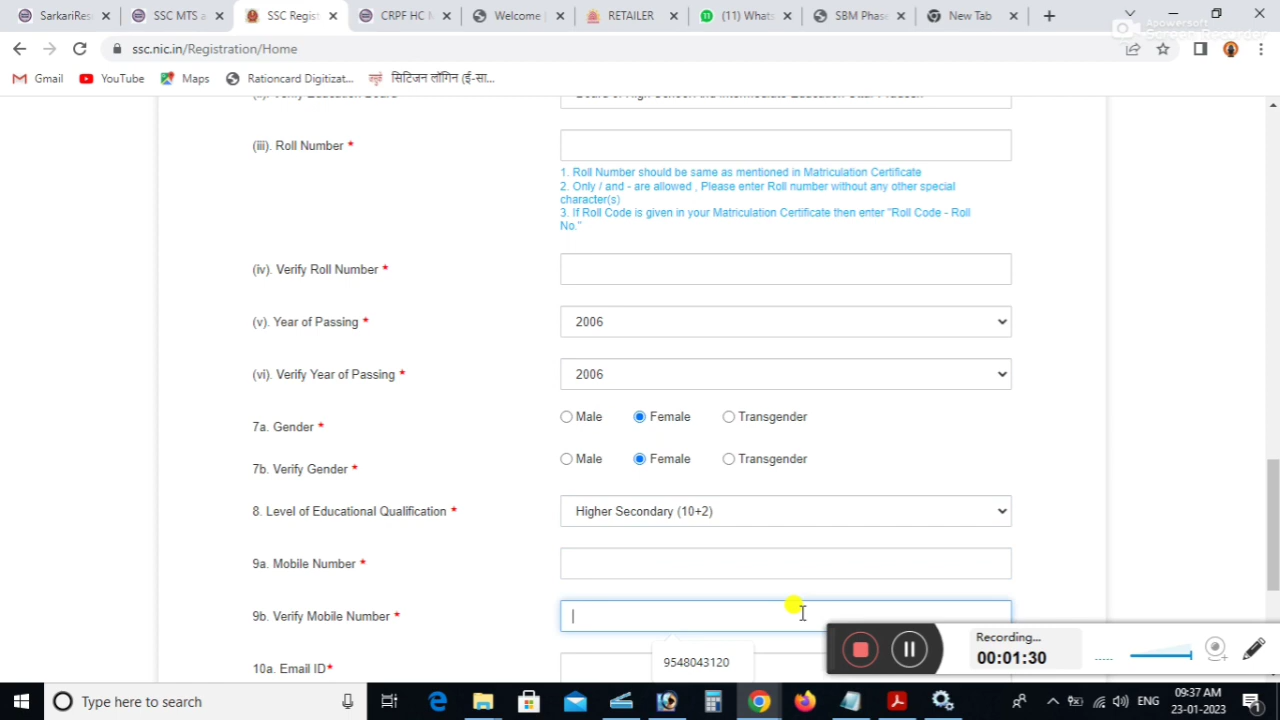 SarkariRes
SSC MTS a
SSC Regist
CRPF HC M
Welcome
RETAILER
(11) Whats
SBM Phase
New Tab
Apowersoft
Screen Recorder
ssc.nic.in/Registration/Home
Gmail
YouTube
Maps
Rationcard Digitizat...
सिटिजन लॉगिन (ई-सा...
(iii). Roll Number *
1. Roll Number should be same as mentioned in Matriculation Certificate
2. Only / and - are allowed , Please enter Roll number without any other special
character(s)
3. If Roll Code is given in your Matriculation Certificate then enter "Roll Code - Roll
No."
(iv). Verify Roll Number *
(v). Year of Passing *
2006
(vi). Verify Year of Passing *
2006
7a. Gender *
Male
Female
Transgender
7b. Verify Gender *
Male
Female
Transgender
8. Level of Educational Qualification *
Higher Secondary (10+2)
9a. Mobile Number *
9b. Verify Mobile Number *
9548043120
10a. Email ID*
Recording...
00:01:30
Type here to search
ENG
09:37 AM
23-01-2023
1